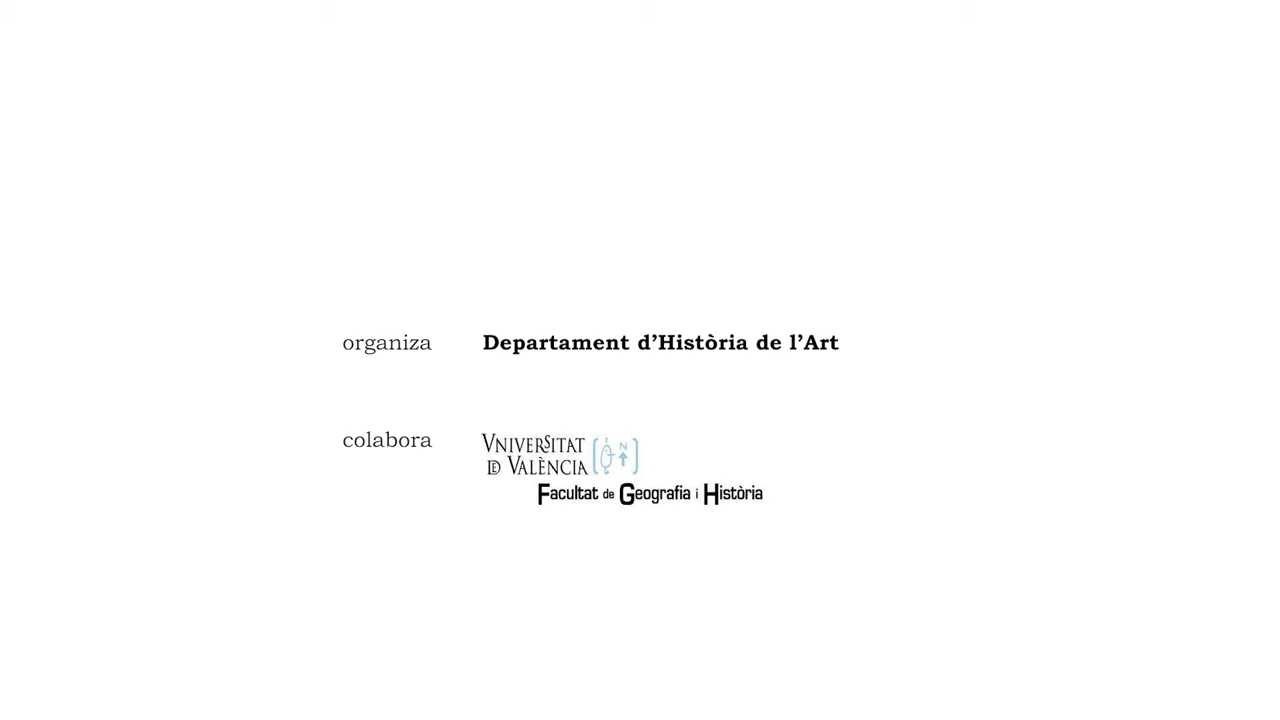 organiza Departament d’Història de l’Art
colabora VNIVERSITAT
DE VALÈNCIA
N
Facultat de Geografia i Història